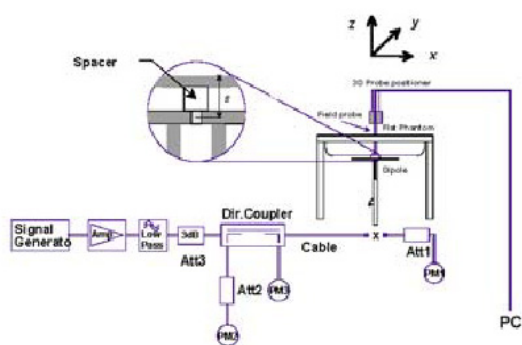 z
y
x
Spacer
s
3D Probe positioner
Field probe
Flat Phantom
Dipole
Dir.Coupler
Signal
Generato
Amp
Low
Pass
3dB
Att3
Cable
x
Att1
PM1
Att2
PM3
PM2
PC